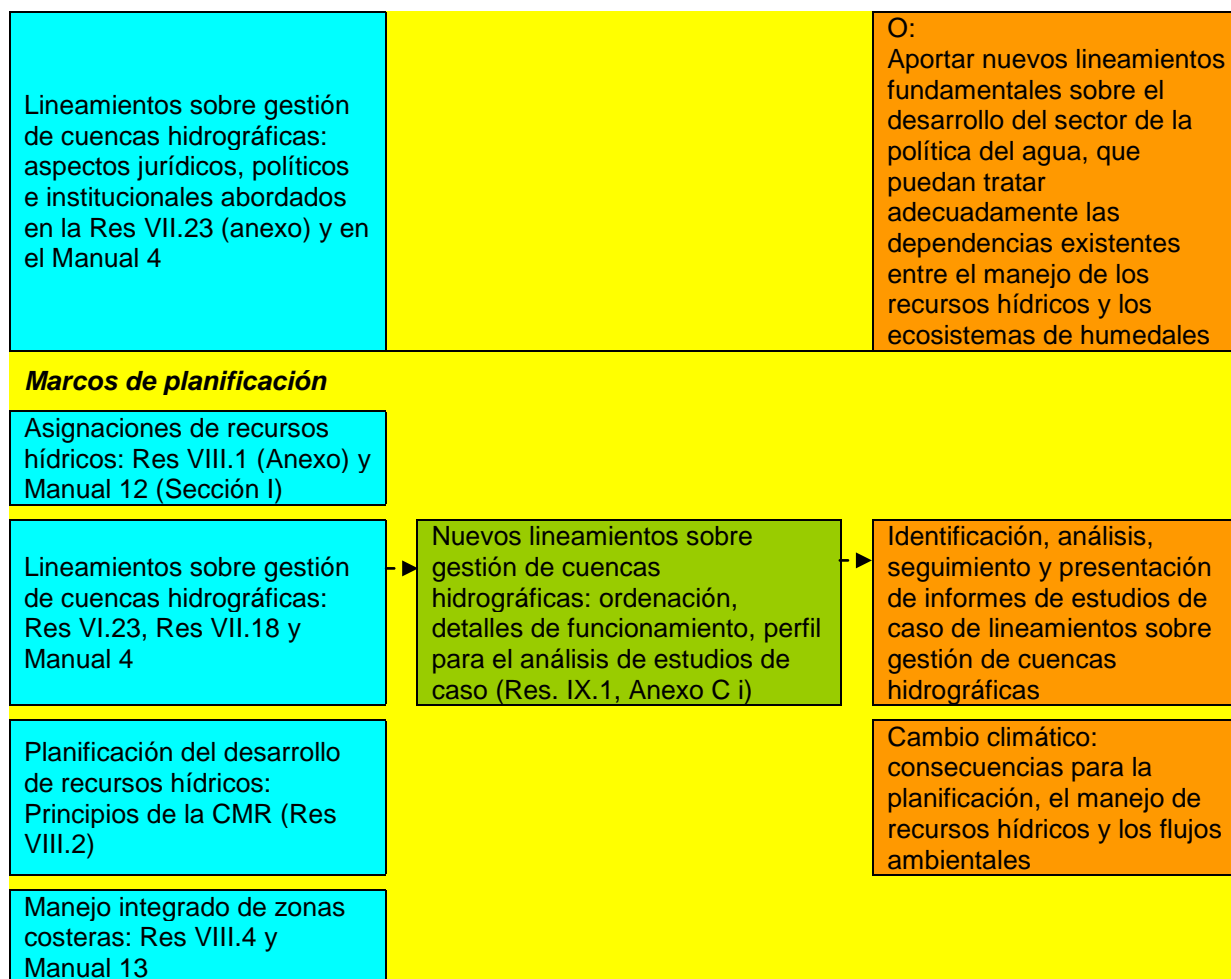 Lineamientos sobre gestión
de cuencas hidrográficas:
aspectos jurídicos, políticos
e institucionales abordados
en la Res VII.23 (anexo) y en
el Manual 4
O:
Aportar nuevos lineamientos
fundamentales sobre el
desarrollo del sector de la
política del agua, que
puedan tratar
adecuadamente las
dependencias existentes
entre el manejo de los
recursos hídricos y los
ecosistemas de humedales
Marcos de planificación
Asignaciones de recursos
hídricos: Res VIII.1 (Anexo) y
Manual 12 (Sección I)
Lineamientos sobre gestión
de cuencas hidrográficas:
Res VI.23, Res VII.18 y
Manual 4
Nuevos lineamientos sobre
gestión de cuencas
hidrográficas: ordenación,
detalles de funcionamiento, perfil
para el análisis de estudios de
caso (Res. IX.1, Anexo C i)
Identificación, análisis,
seguimiento y presentación
de informes de estudios de
caso de lineamientos sobre
gestión de cuencas
hidrográficas
Planificación del desarrollo
de recursos hídricos:
Principios de la CMR (Res
VIII.2)
Cambio climático:
consecuencias para la
planificación, el manejo de
recursos hídricos y los flujos
ambientales
Manejo integrado de zonas
costeras: Res VIII.4 y
Manual 13